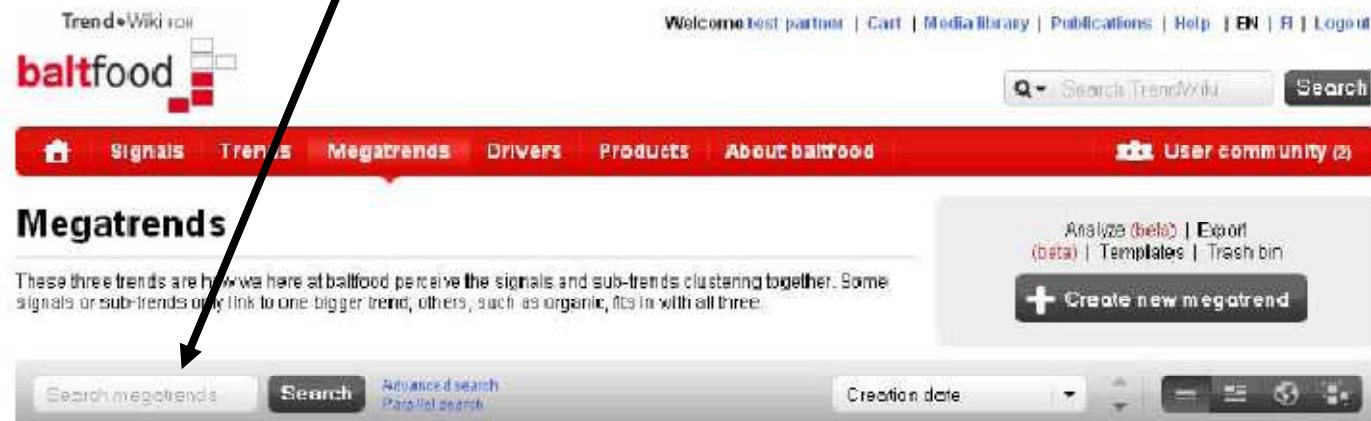 Trend Wiki FOR
Welcome test partner | Cart | Media library | Publications | Help | EN | FI | Logout
baltfood
Search TrendWiki
Search
Signals Trends Megatrends Drivers Products About baltfood User community (2)
Megatrends
Analyze (beta) | Export
(beta) | Templates | Trash bin
These three trends are how we here at baltfood perceive the signals and sub-trends clustering together. Some
signals or sub-trends only link to one bigger trend, others, such as organic, fits in with all three.
Create new megatrend
Search megatrends
Search
Advanced search
Parallel search
Creation date